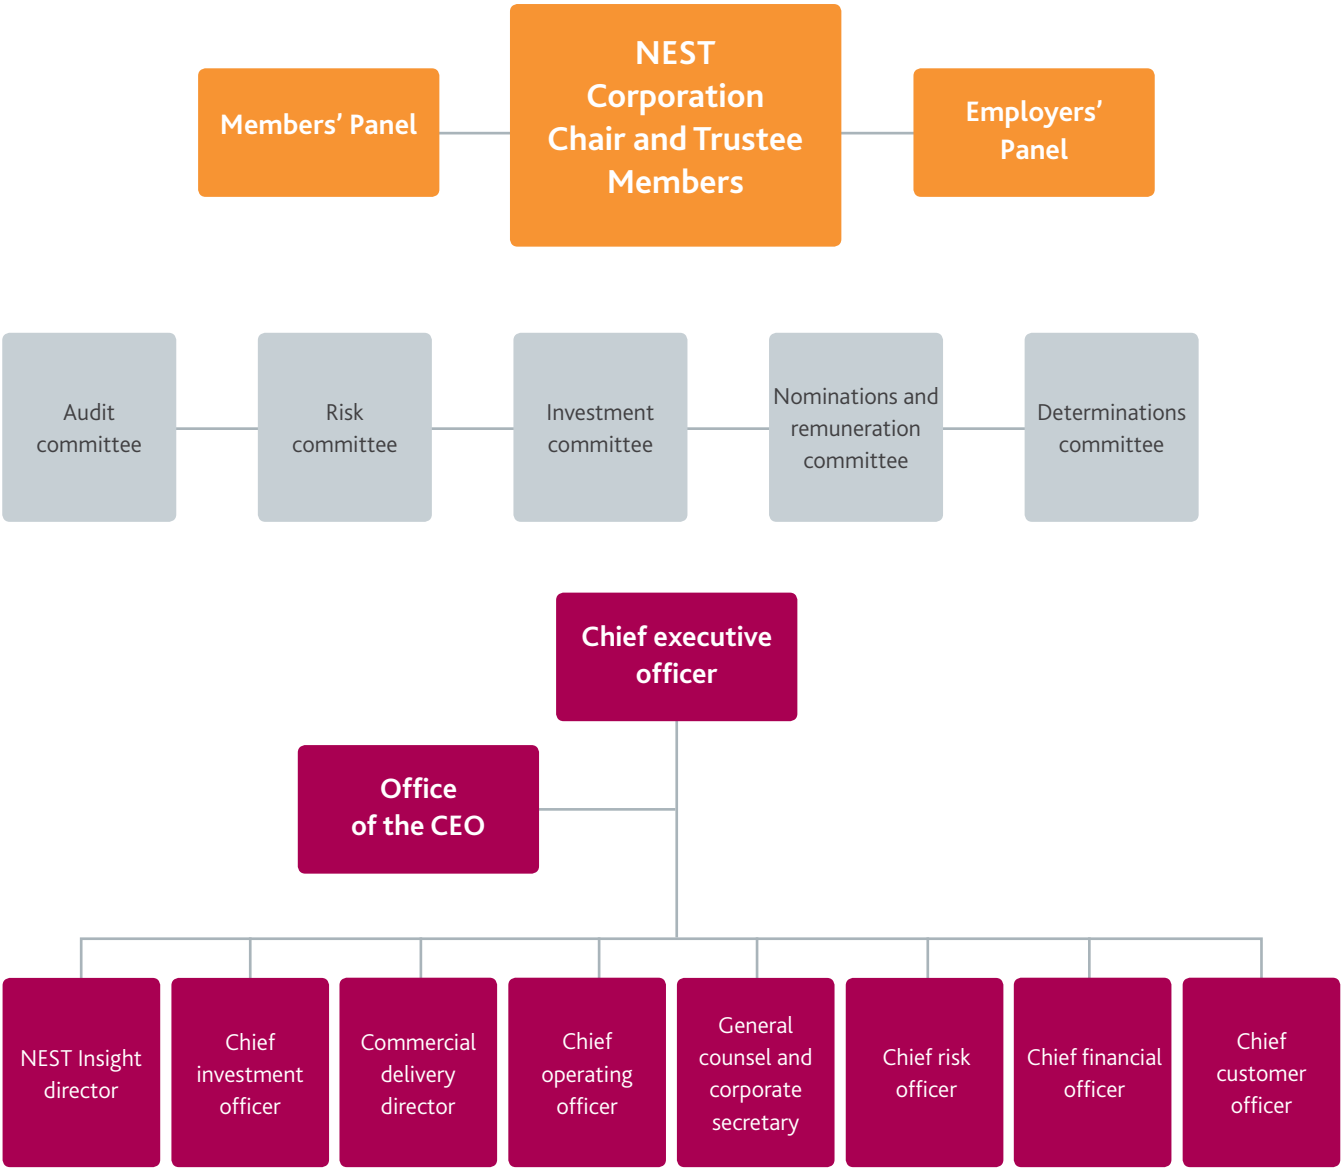 Members’ Panel
NEST
Corporation
Chair and Trustee
Members
Employers’
Panel
Audit
committee
Risk
committee
Investment
committee
Nominations and
remuneration
committee
Determinations
committee
Chief executive
officer
Office
of the CEO
NEST Insight
director
Chief
investment
officer
Commercial
delivery
director
Chief
operating
officer
General
counsel and
corporate
secretary
Chief risk
officer
Chief financial
officer
Chief
customer
officer